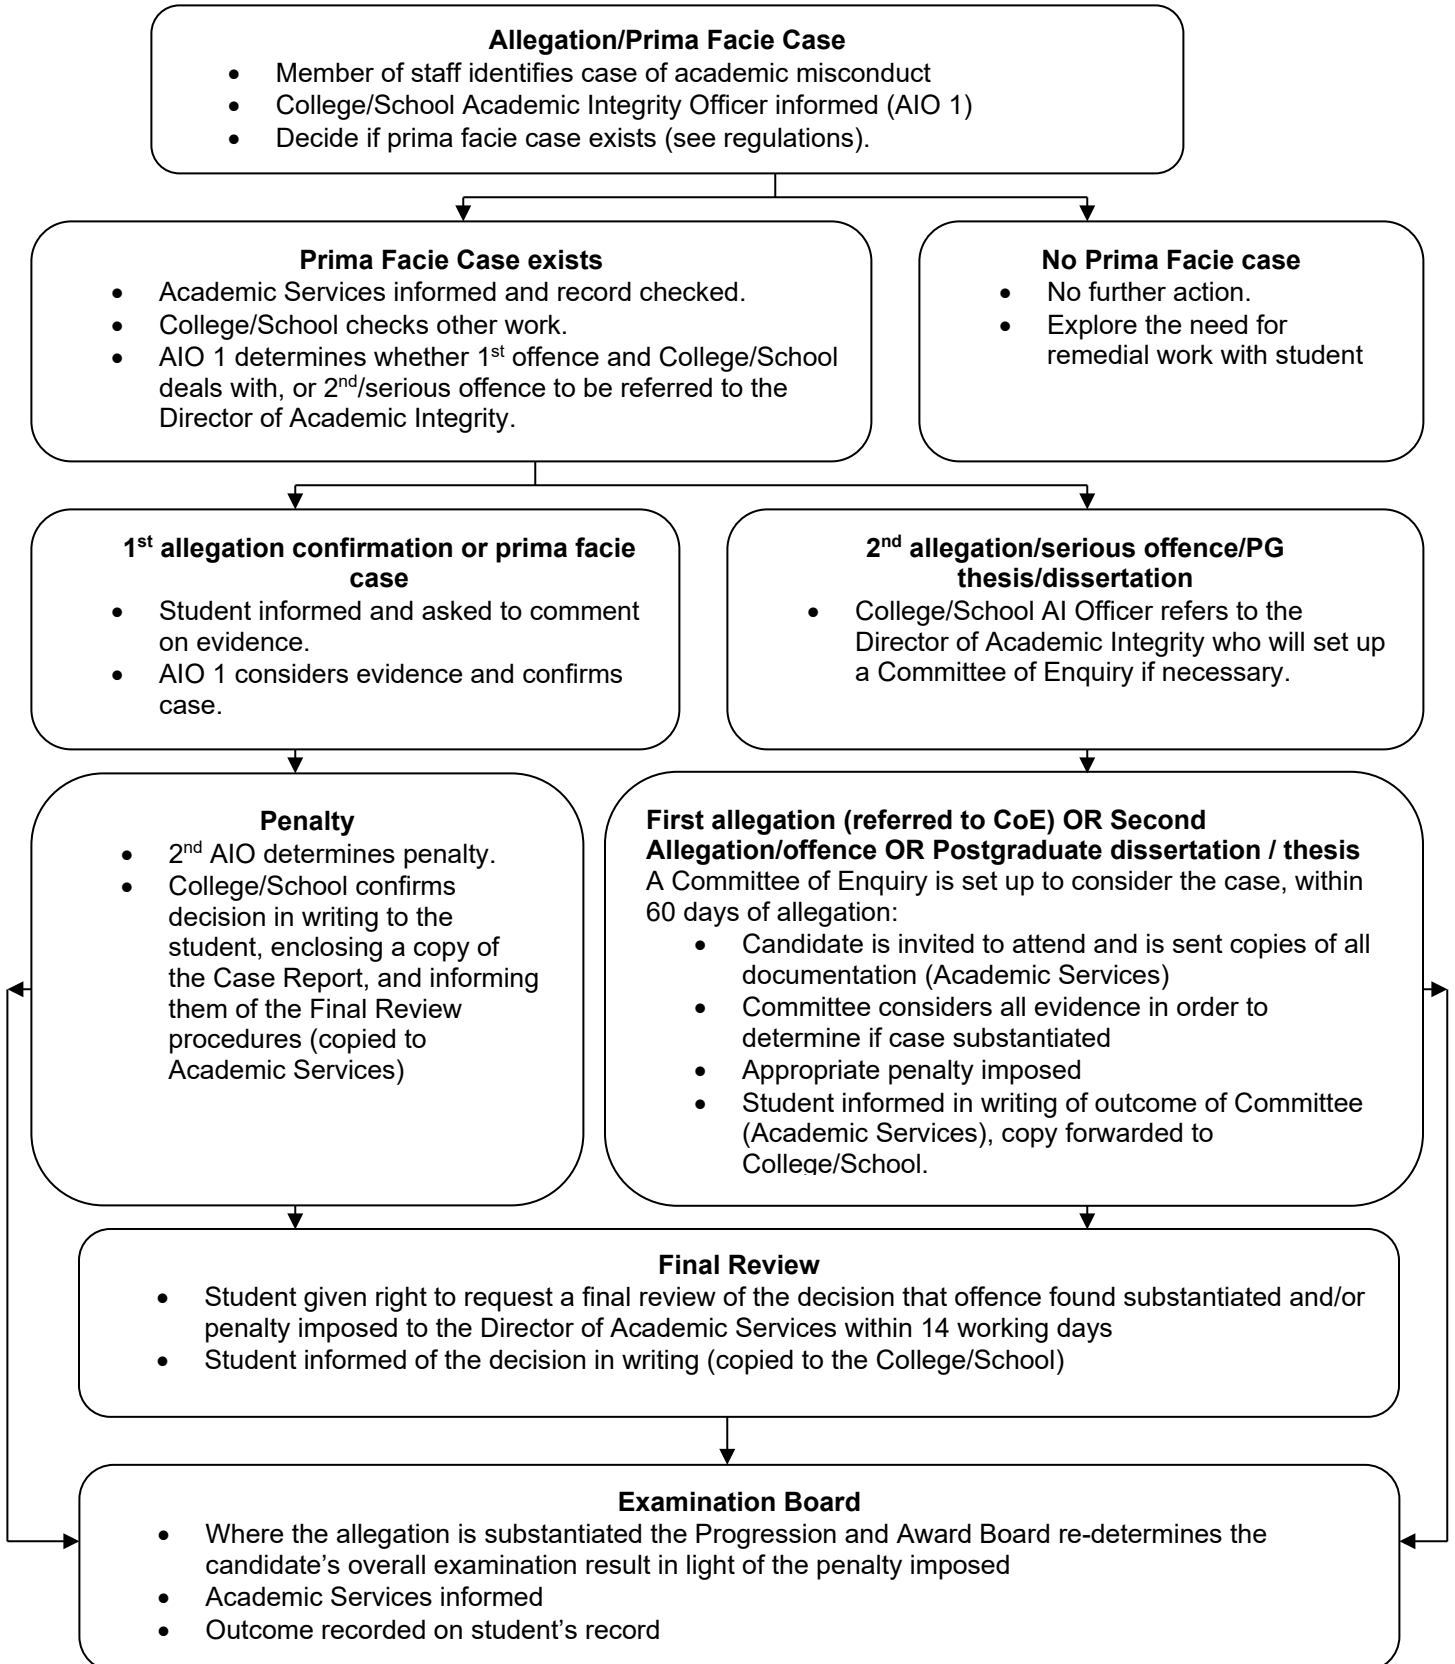 Allegation/Prima Facie Case
• Member of staff identifies case of academic misconduct
• College/School Academic Integrity Officer informed (AIO 1)
• Decide if prima facie case exists (see regulations).
Prima Facie Case exists
• Academic Services informed and record checked.
• College/School checks other work.
• AIO 1 determines whether 1st offence and College/School
deals with, or 2nd/serious offence to be referred to the
Director of Academic Integrity.
No Prima Facie case
• No further action.
• Explore the need for
remedial work with student
1st allegation confirmation or prima facie
case
• Student informed and asked to comment
on evidence.
• AIO 1 considers evidence and confirms
case.
2nd allegation/serious offence/PG
thesis/dissertation
• College/School AI Officer refers to the
Director of Academic Integrity who will set up
a Committee of Enquiry if necessary.
Penalty
• 2nd AIO determines penalty.
• College/School confirms
decision in writing to the
student, enclosing a copy of
the Case Report, and informing
them of the Final Review
procedures (copied to
Academic Services)
First allegation (referred to CoE) OR Second
Allegation/offence OR Postgraduate dissertation / thesis
A Committee of Enquiry is set up to consider the case, within
60 days of allegation:
• Candidate is invited to attend and is sent copies of all
documentation (Academic Services)
• Committee considers all evidence in order to
determine if case substantiated
• Appropriate penalty imposed
• Student informed in writing of outcome of Committee
(Academic Services), copy forwarded to
College/School.
Final Review
• Student given right to request a final review of the decision that offence found substantiated and/or
penalty imposed to the Director of Academic Services within 14 working days
• Student informed of the decision in writing (copied to the College/School)
Examination Board
• Where the allegation is substantiated the Progression and Award Board re-determines the
candidate’s overall examination result in light of the penalty imposed
• Academic Services informed
• Outcome recorded on student’s record